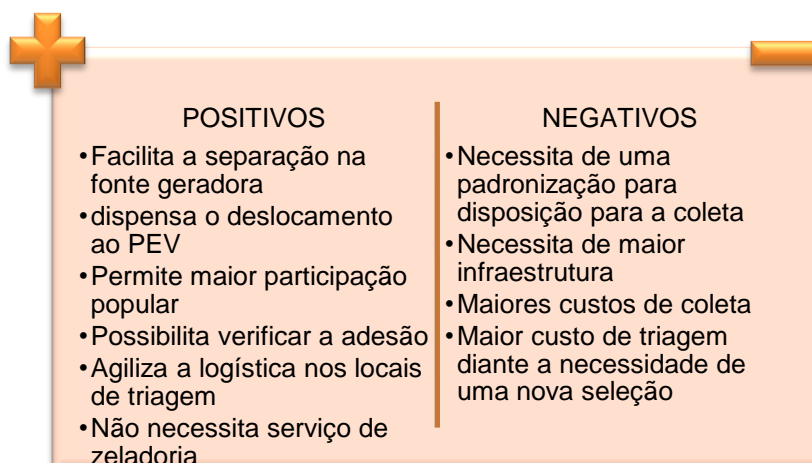 POSITIVOS
•Facilita a separação na
fonte geradora
•dispensa o deslocamento
ao PEV
•Permite maior participação
popular
•Possibilita verificar a adesão
•Agiliza a logística nos locais
de triagem
•Não necessita serviço de
zeladoria
NEGATIVOS
•Necessita de uma
padronização para
disposição para a coleta
•Necessita de maior
infraestrutura
•Maiores custos de coleta
•Maior custo de triagem
diante a necessidade de
uma nova seleção